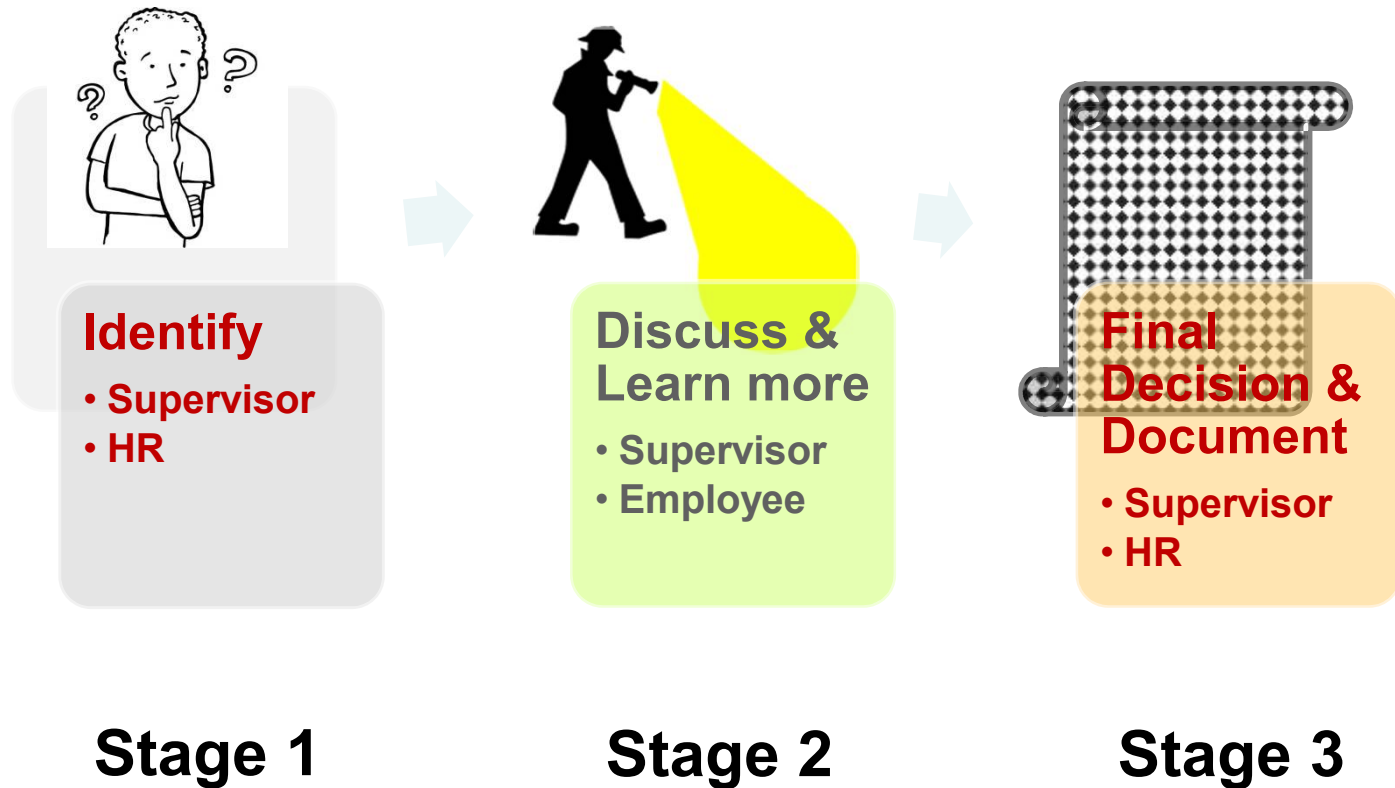 Identify
• Supervisor
• HR
Discuss &
Learn more
• Supervisor
• Employee
Final
Decision &
Document
• Supervisor
• HR
Stage 1
Stage 2
Stage 3